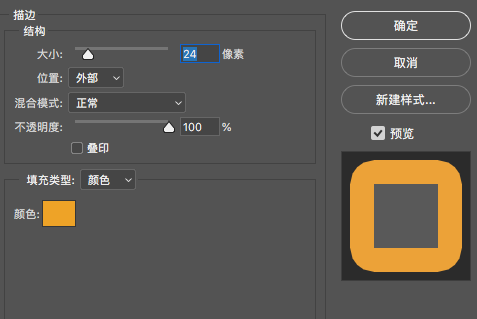 描边
结构
大小: 24 像素
位置: 外部
混合模式: 正常
不透明度: 100 %
叠印
填充类型: 颜色
颜色:
确定
取消
新建样式...
预览